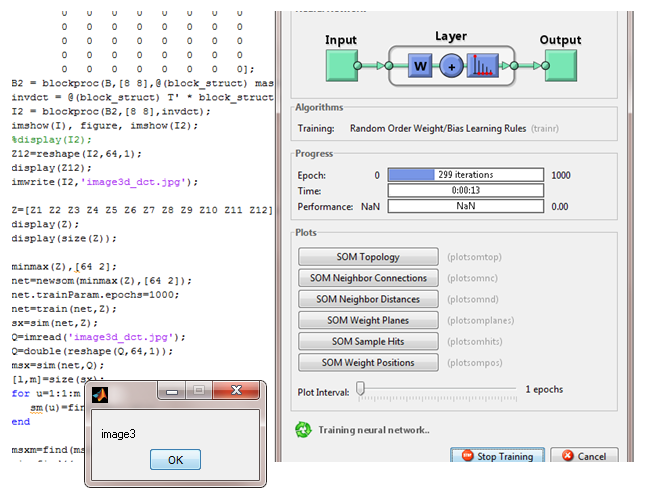 0 0 0 0 0 0 0 0
0 0 0 0 0 0 0 0
0 0 0 0 0 0 0 0
0 0 0 0 0 0 0 0
0 0 0 0 0 0 0 0];
B2 = blockproc(B,[8 8],@(block_struct) mas
invdct = @(block_struct) T' * block_struct
I2 = blockproc(B2,[8 8],invdct);
imshow(I), figure, imshow(I2);
%display(I2);
Z12=reshape(I2,64,1);
display(Z12);
imwrite(I2,'image3d_dct.jpg');
Z=[Z1 Z2 Z3 Z4 Z5 Z6 Z7 Z8 Z9 Z10 Z11 Z12]
display(Z);
display(size(Z));
minmax(Z),[64 2];
net=newsom(minmax(Z),[64 2]);
net.trainParam.epochs=1000;
net=train(net,Z);
sx=sim(net,Z);
Q=imread('image3d_dct.jpg');
Q=double(reshape(Q,64,1));
msx=sim(net,Q);
[l,m]=size(sx);
for u=1:1:m
sm(u)=fin
end
msxm=find(ms
image3
OK
Input Layer Output
W +
Algorithms
Training: Random Order Weight/Bias Learning Rules (trainr)
Progress
Epoch: 0 299 iterations 1000
Time: 0:00:13
Performance: NaN NaN 0.00
Plots
SOM Topology (plotsomtop)
SOM Neighbor Connections (plotsomnc)
SOM Neighbor Distances (plotsomnd)
SOM Weight Planes (plotsomplanes)
SOM Sample Hits (plotsomhits)
SOM Weight Positions (plotsompos)
Plot Interval: 1 epochs
Training neural network..
Stop Training Cancel